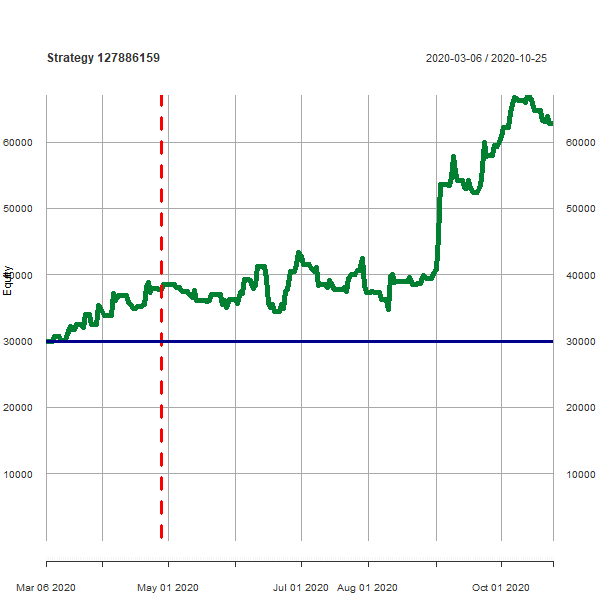 Strategy 127886159
2020-03-06 / 2020-10-25
60000
60000
50000
50000
40000
40000
Equity
30000
30000
20000
20000
10000
10000
Mar 06 2020
May 01 2020
Jul 01 2020
Aug 01 2020
Oct 01 2020